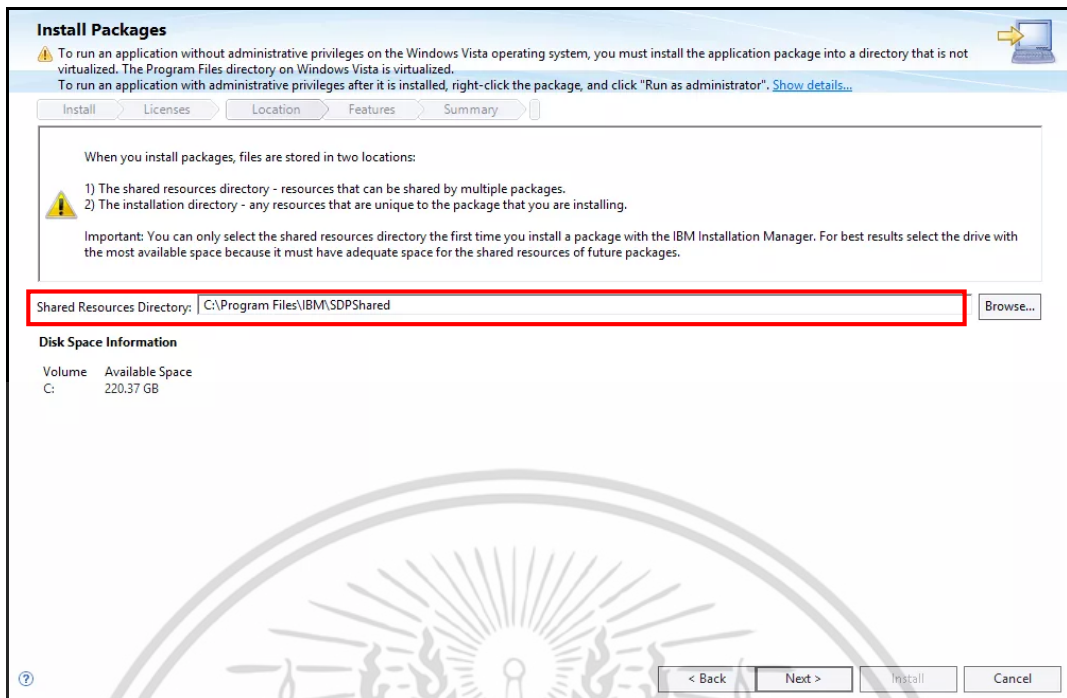 Install Packages
To run an application without administrative privileges on the Windows Vista operating system, you must install the application package into a directory that is not
virtualized. The Program Files directory on Windows Vista is virtualized.
To run an application with administrative privileges after it is installed, right-click the package, and click "Run as administrator". Show details...
Install Licenses Location Features Summary
When you install packages, files are stored in two locations:
1) The shared resources directory - resources that can be shared by multiple packages.
2) The installation directory - any resources that are unique to the package that you are installing.
Important: You can only select the shared resources directory the first time you install a package with the IBM Installation Manager. For best results select the drive with
the most available space because it must have adequate space for the shared resources of future packages.
Shared Resources Directory: C:\Program Files\IBM\SDPShared Browse...
Disk Space Information
Volume Available Space
C: 220.37 GB
? < Back Next > Install Cancel